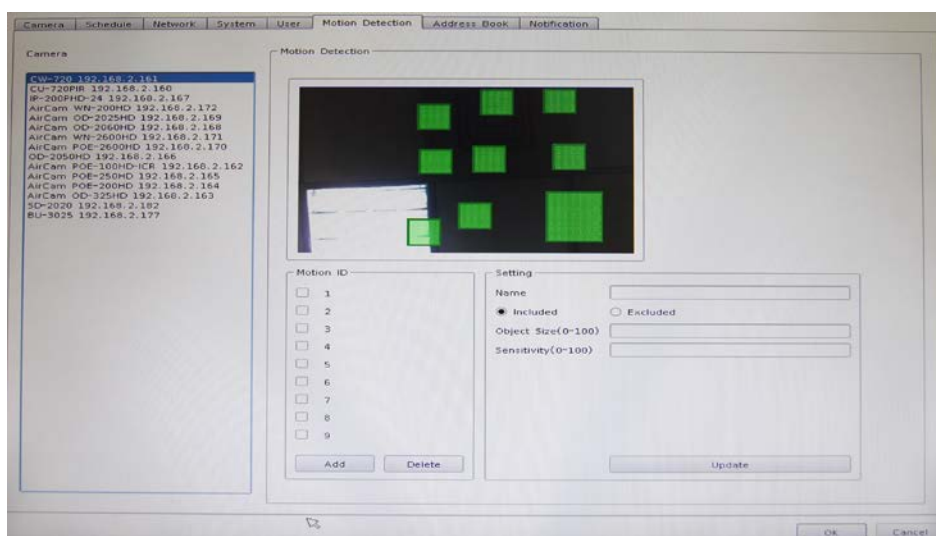 Camera Schedule Network System User Motion Detection Address Book Notification
Camera
CW-720 192.168.2.161
CU-720PIR 192.168.2.160
IP-200PHD-24 192.168.2.167
AirCam WN-200HD 192.168.2.172
AirCam OD-2025HD 192.168.2.169
AirCam OD-2060HD 192.168.2.168
AirCam WN-2600HD 192.168.2.171
AirCam POE-2600HD 192.168.2.170
OD-2050HD 192.168.2.166
AirCam POE-100HD-ICR 192.168.2.162
AirCam POE-250HD 192.168.2.165
AirCam POE-200HD 192.168.2.164
AirCam OD-325HD 192.168.2.163
SD-2020 192.168.2.182
BU-3025 192.168.2.177
Motion Detection
Motion ID
1
2
3
4
5
6
7
8
9
Add Delete
Setting
Name
Included Excluded
Object Size(0-100)
Sensitivity(0-100)
Update
OK Cancel